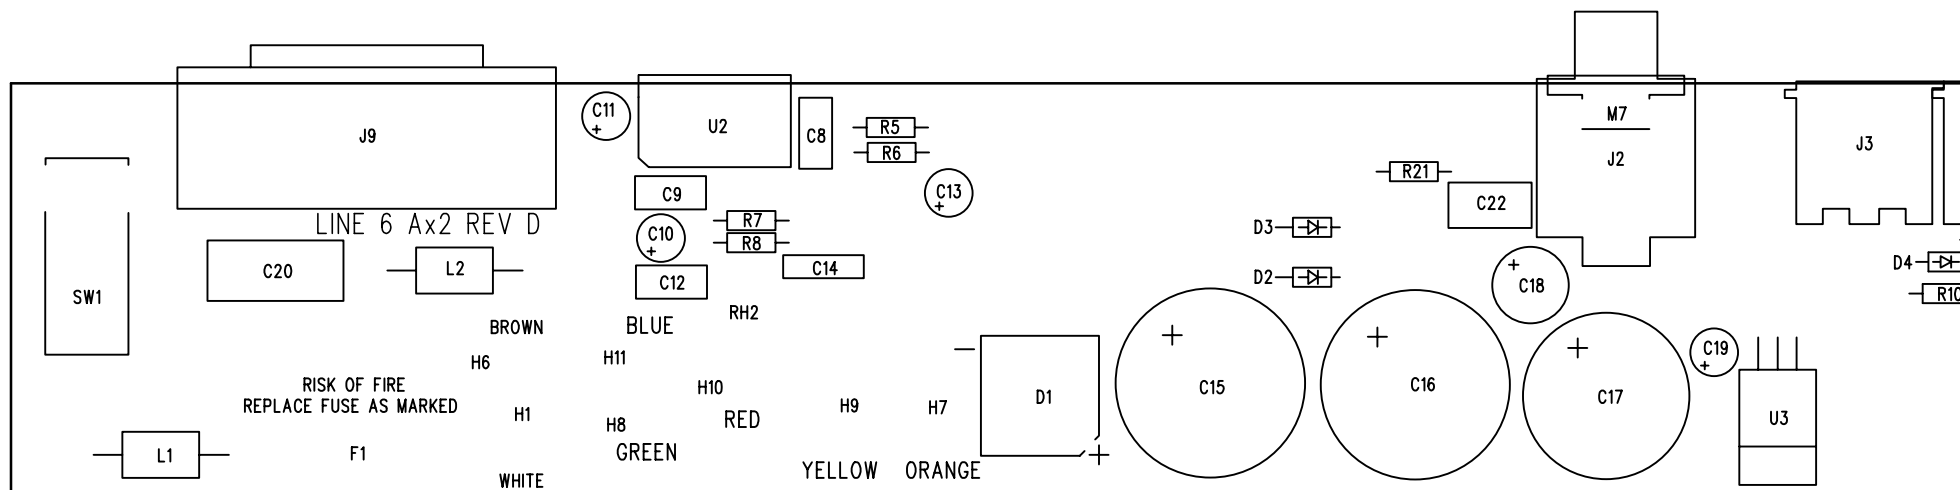 M7
C11
J9
U2
C8
R5
J2
J3
R6
R21
C9
C13
C22
LINE 6 Ax2 REV D
R7
C10
R8
D3
C20
L2
C12
C14
D2
C18
D4
SW1
R10
RH2
BROWN
BLUE
H6
H11
C19
RISK OF FIRE
REPLACE FUSE AS MARKED
H10
H1
H8
RED
H9
H7
D1
C15
C16
C17
U3
L1
F1
GREEN
WHITE
YELLOW
ORANGE